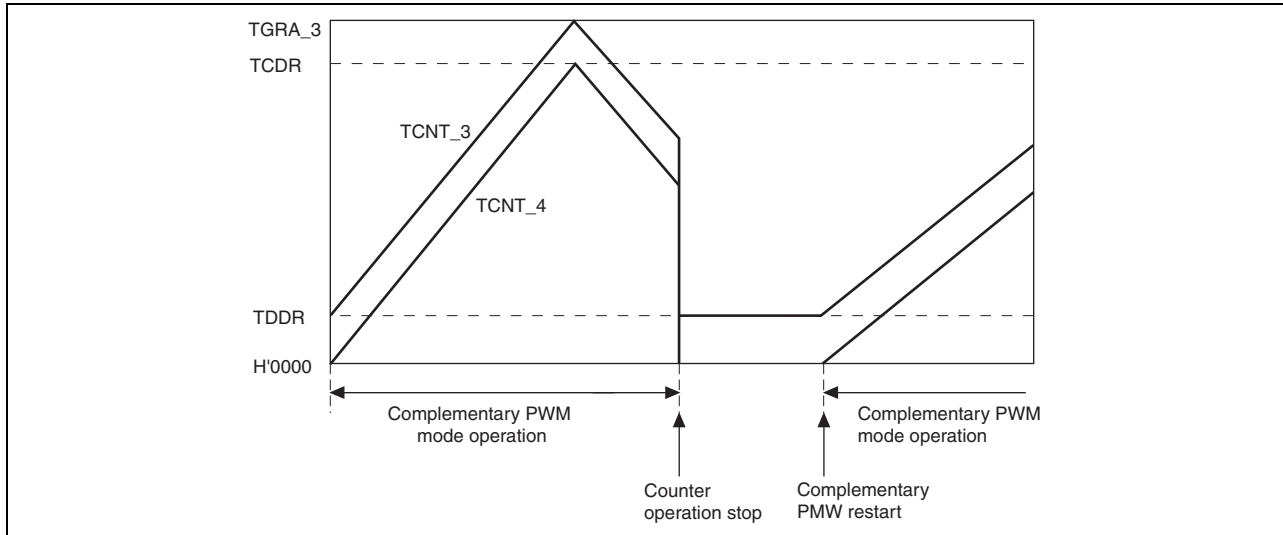 TGRA_3
TCDR
TCNT_3
TCNT_4
TDDR
H'0000
Complementary PWM
mode operation
Complementary PWM
mode operation
Counter
operation stop
Complementary
PMW restart